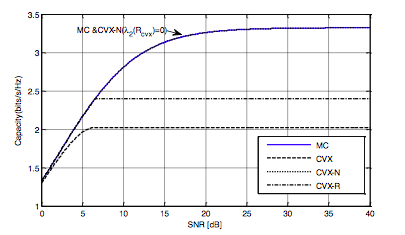 3.5
3
2.5
2
1.5
1
Capacity(bits/s/Hz)
MC &CVX-N(λ2(RCVX)=0)
MC
CVX
CVX-N
CVX-R
0 5 10 15 20 25 30 35 40
SNR [dB]